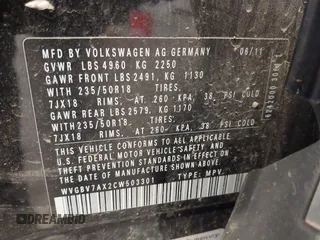 MFD.BY VOLKSWAGEN AG GERMANY 06/11
GVWR LBS 4960 KG 2250
GAWR FRONT LBS 2491, KG 1130
WITH 235/50R18 TIRES,
7JX18 RIMS, AT 260 KPA, 38 PSI COLD
GAWR REAR LBS 2579, KG 1170
WITH 235/50R18 TIRES,
7JX18 RIMS, AT 260 KPA, 38 PSI COLD
THIS VEHICLE CONFORMS TO ALL APPLICABLE
FEDERAL MOTOR VEHICLE SAFETY AND
THEFT PREVENTION STANDARDS IN EFFECT
ON THE DATE OF MANUFACTURE SHOWN ABOVE
WVGBV7AX2CW503301 TYPE: MPV
DREAMBID